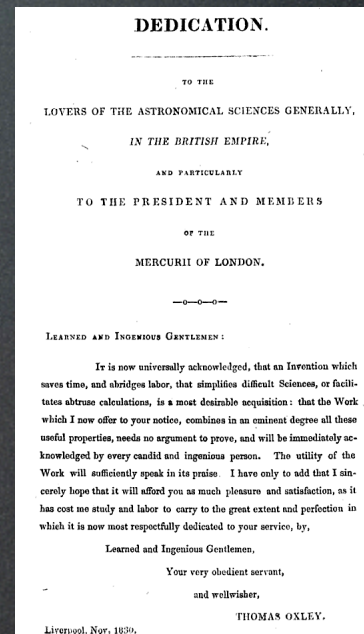 DEDICATION.
TO THE
LOVERS OF THE ASTRONOMICAL SCIENCES GENERALLY,
IN THE BRITISH EMPIRE,
AND PARTICULARLY
TO THE PRESIDENT AND MEMBERS
OF THE
MERCURII OF LONDON.
—o—o—o—
LEARNED AND INGENIOUS GENTLEMEN:
IT is now universally acknowledged, that an Invention which
saves time, and abridges labor, that simplifies difficult Sciences, or facili-
tates abtruse calculations, is a most desirable acquisition: that the Work
which I now offer to your notice, combines in an eminent degree all these
useful properties, needs no argument to prove, and will be immediately ac-
knowledged by every candid and ingenious person. The utility of the
Work will sufficiently speak in its praise. I have only to add that I sin-
cerely hope that it will afford you as much pleasure and satisfaction, as it
has cost me study and labor to carry to the great extent and perfection in
which it is now most respectfully dedicated to your service, by,
Learned and Ingenious Gentlemen,
Your very obedient servant,
and wellwisher,
THOMAS OXLEY.
Liverpool, Nov. 1830.